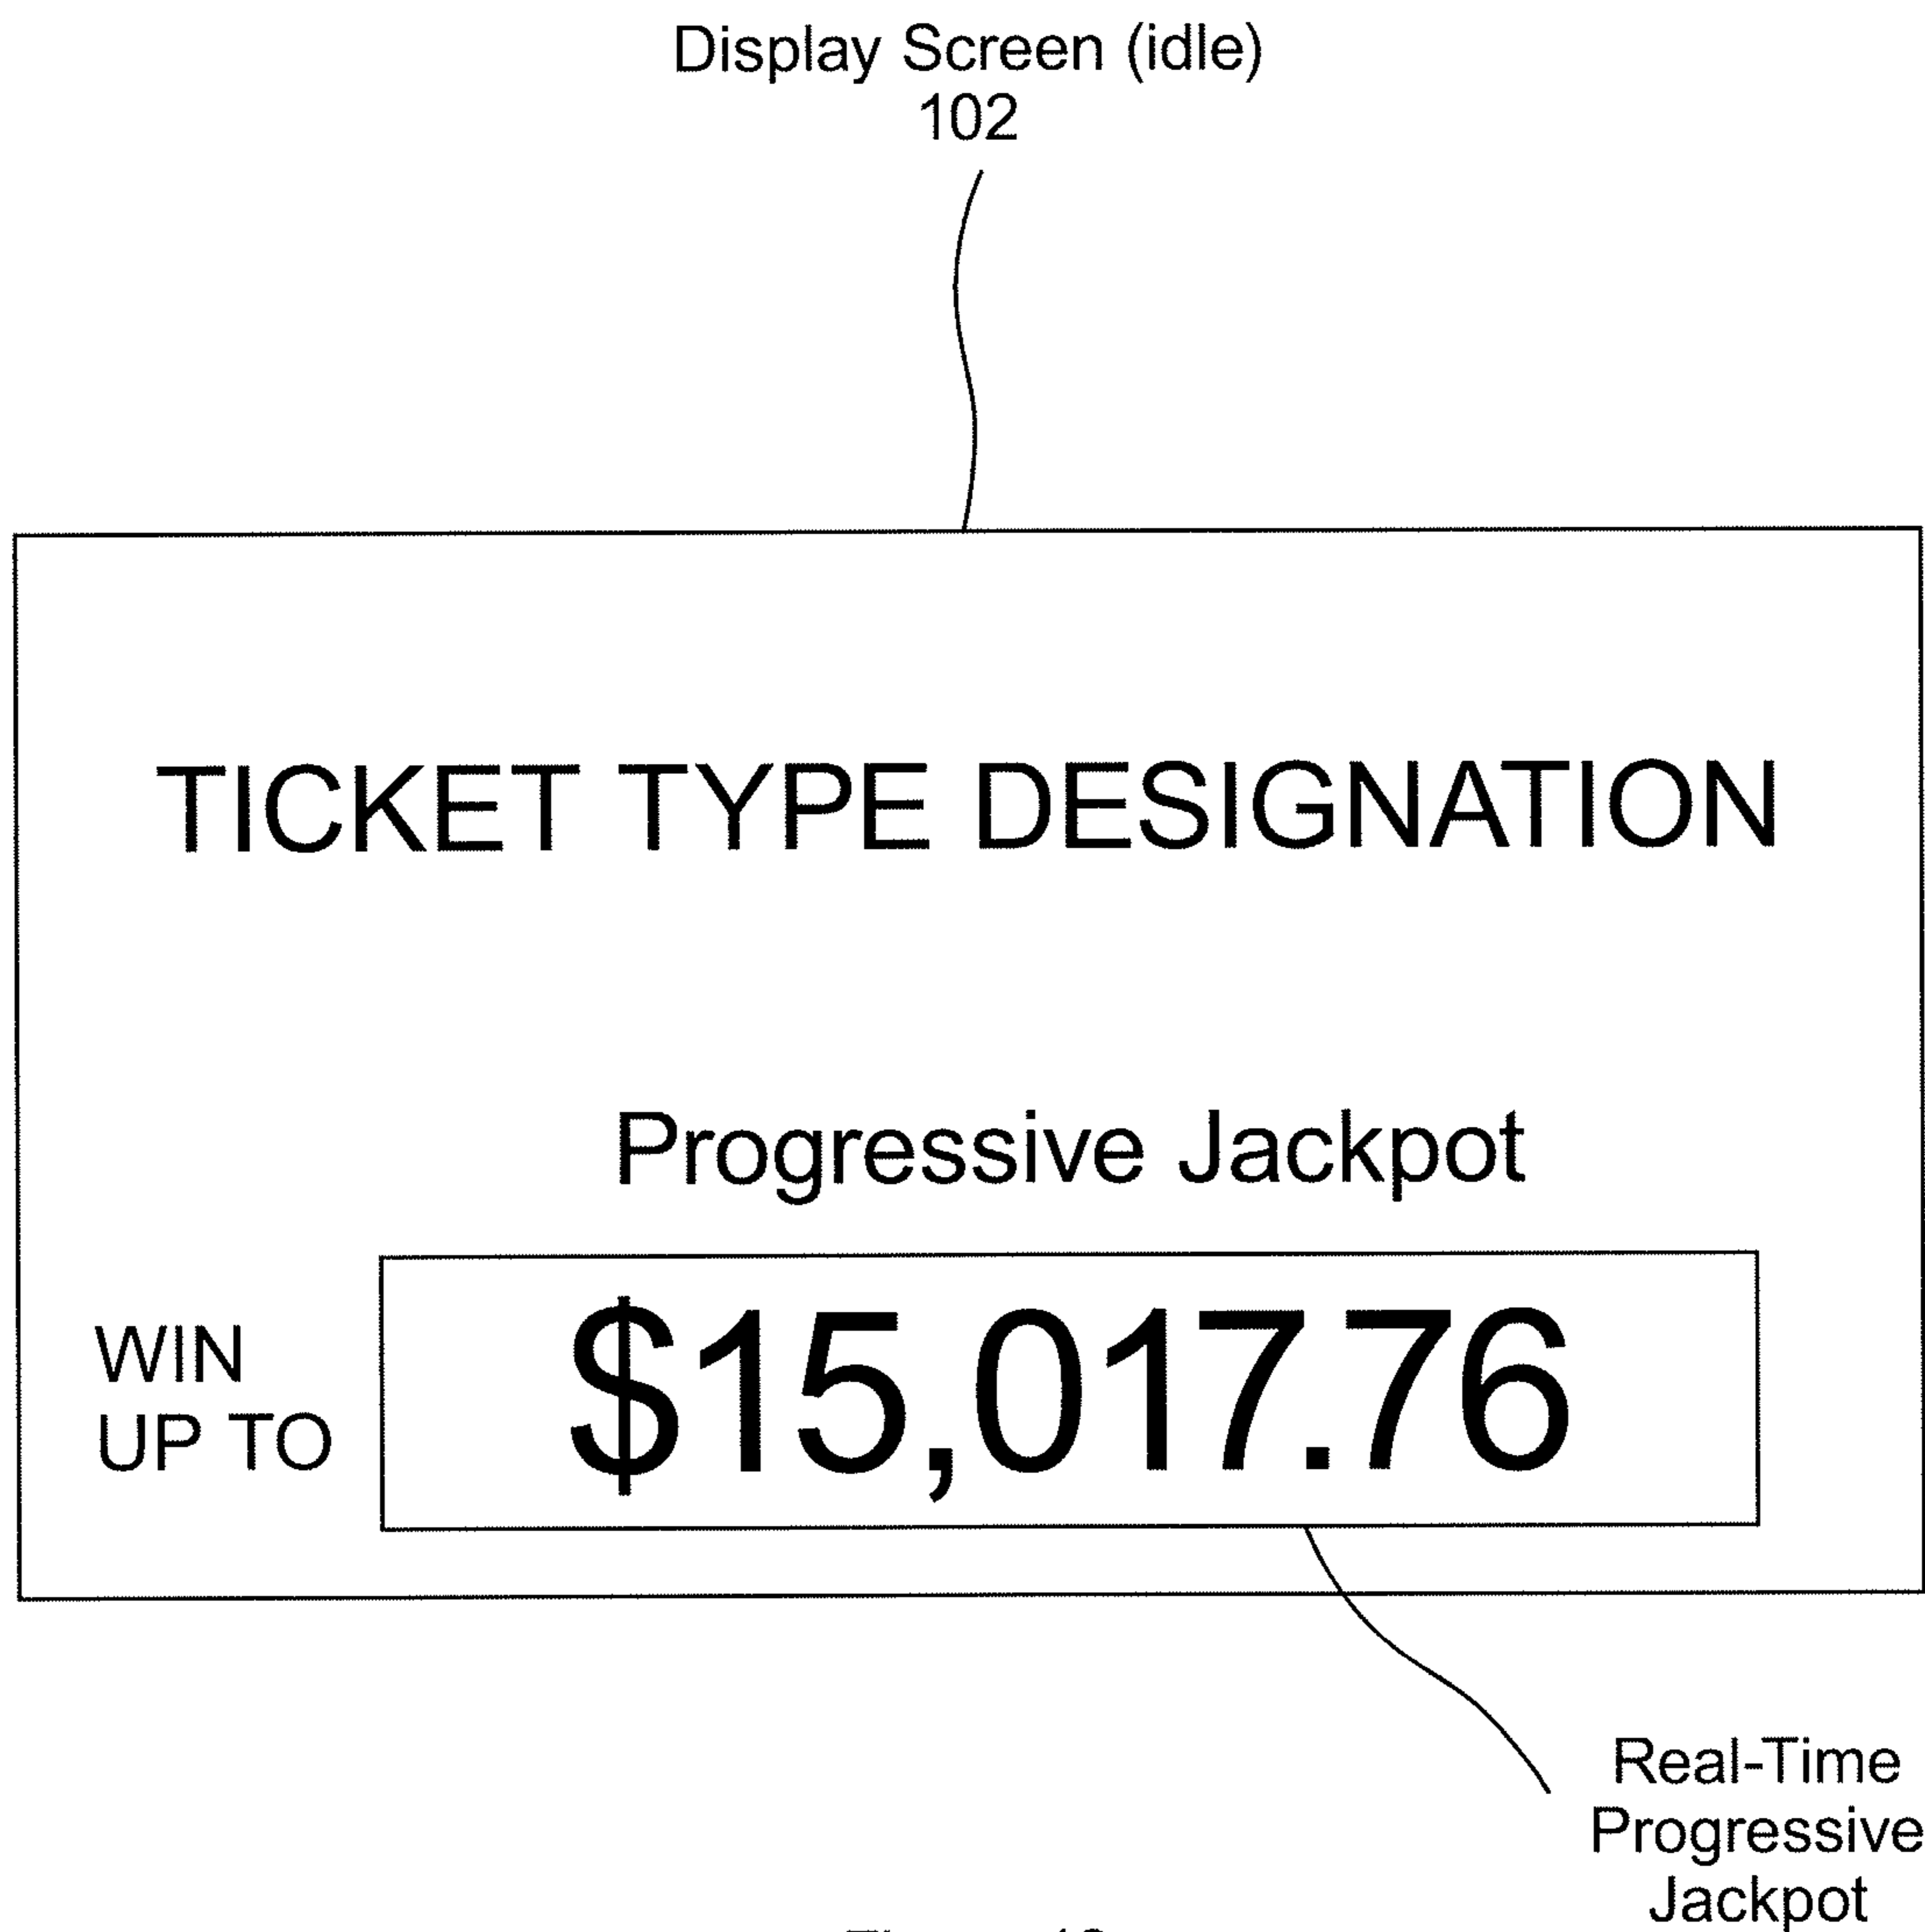 Display Screen (idle)
102
TICKET TYPE DESIGNATION
Progressive Jackpot
WIN
UP TO
$15,017.76
Real-Time
Progressive
Jackpot